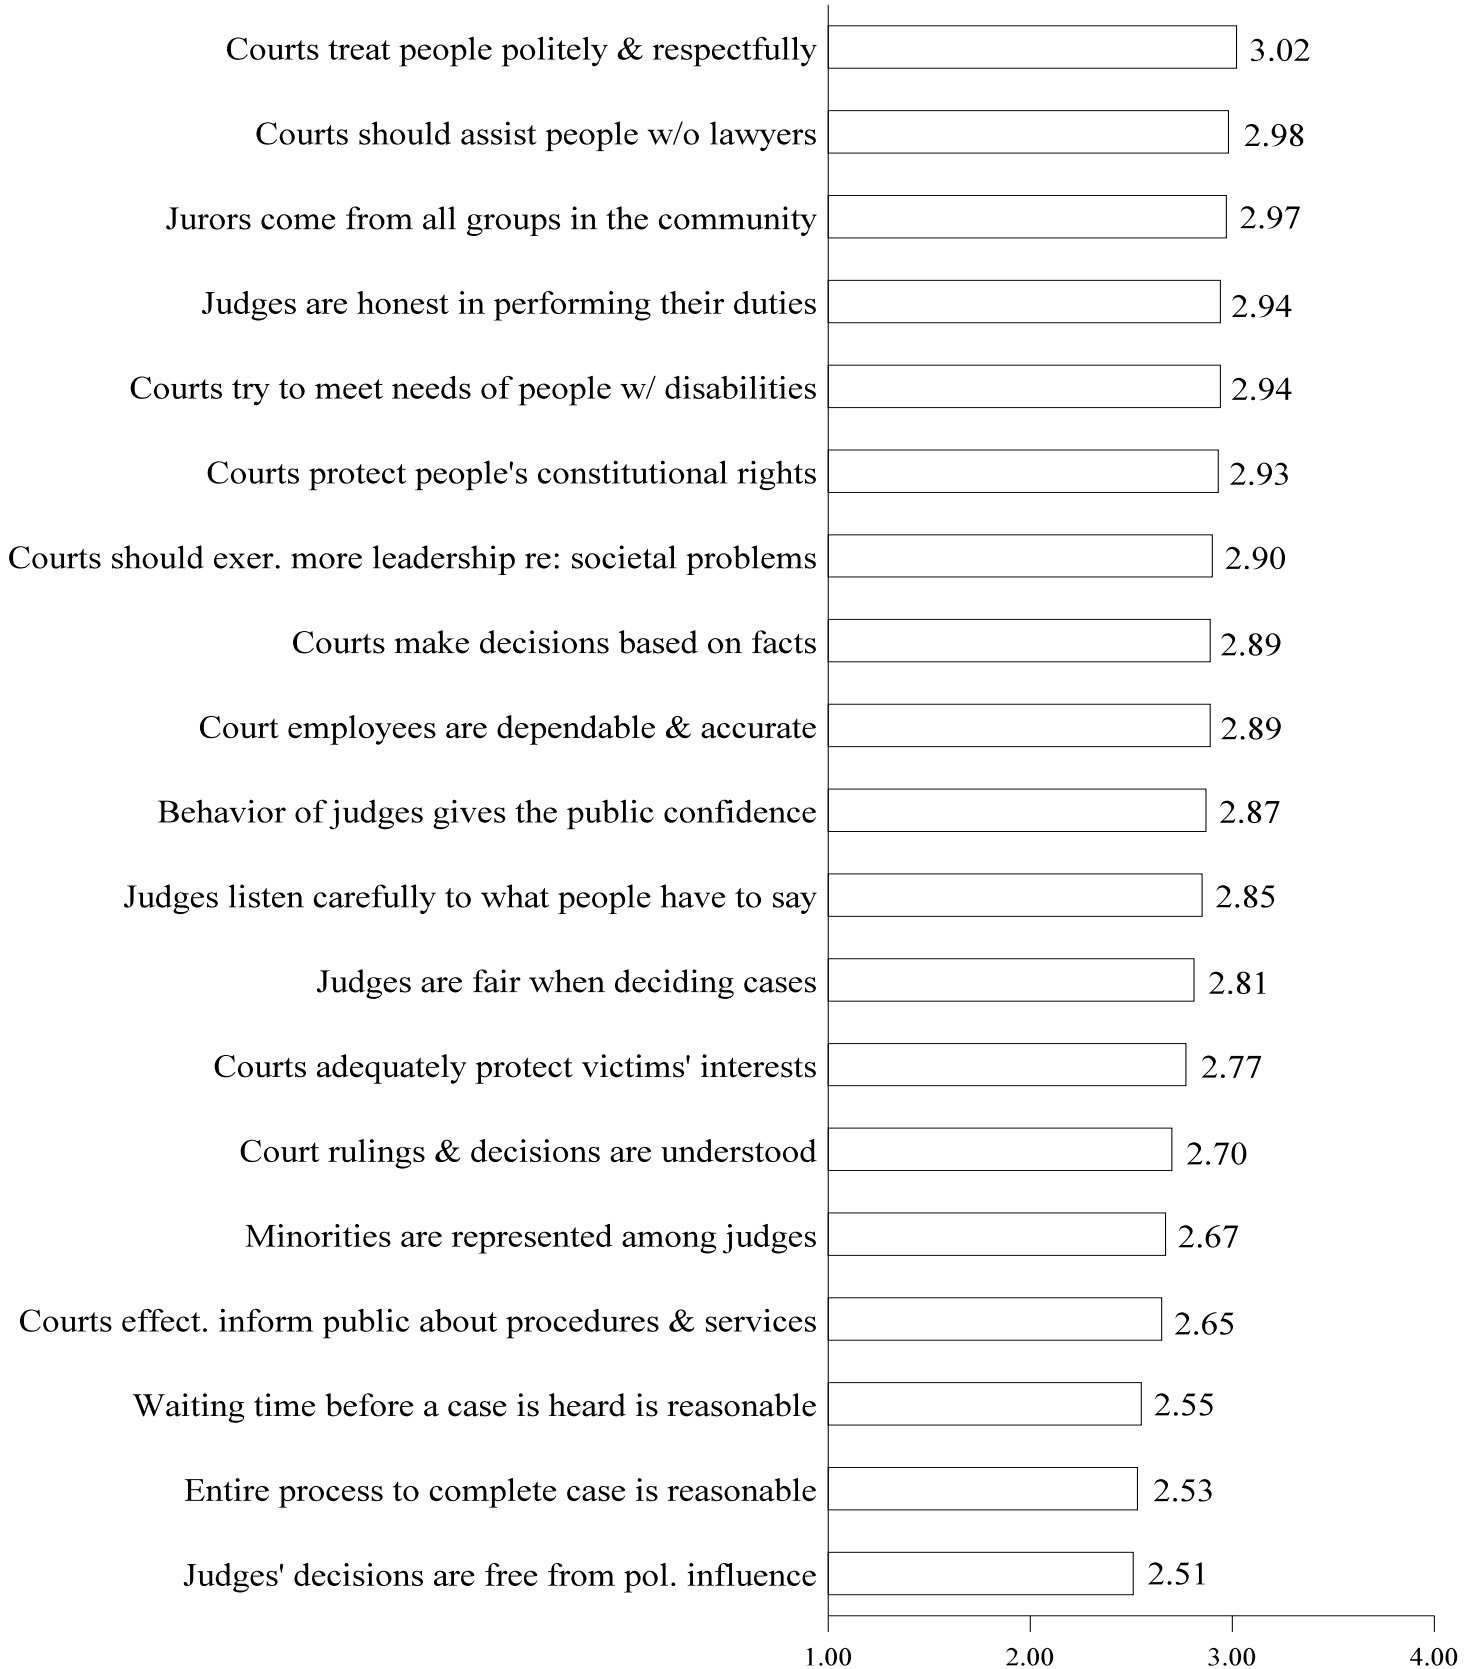 Courts treat people politely & respectfully 3.02
Courts should assist people w/o lawyers 2.98
Jurors come from all groups in the community 2.97
Judges are honest in performing their duties 2.94
Courts try to meet needs of people w/ disabilities 2.94
Courts protect people's constitutional rights 2.93
Courts should exer. more leadership re: societal problems 2.90
Courts make decisions based on facts 2.89
Court employees are dependable & accurate 2.89
Behavior of judges gives the public confidence 2.87
Judges listen carefully to what people have to say 2.85
Judges are fair when deciding cases 2.81
Courts adequately protect victims' interests 2.77
Court rulings & decisions are understood 2.70
Minorities are represented among judges 2.67
Courts effect. inform public about procedures & services 2.65
Waiting time before a case is heard is reasonable 2.55
Entire process to complete case is reasonable 2.53
Judges' decisions are free from pol. influence 2.51
1.00 2.00 3.00 4.00